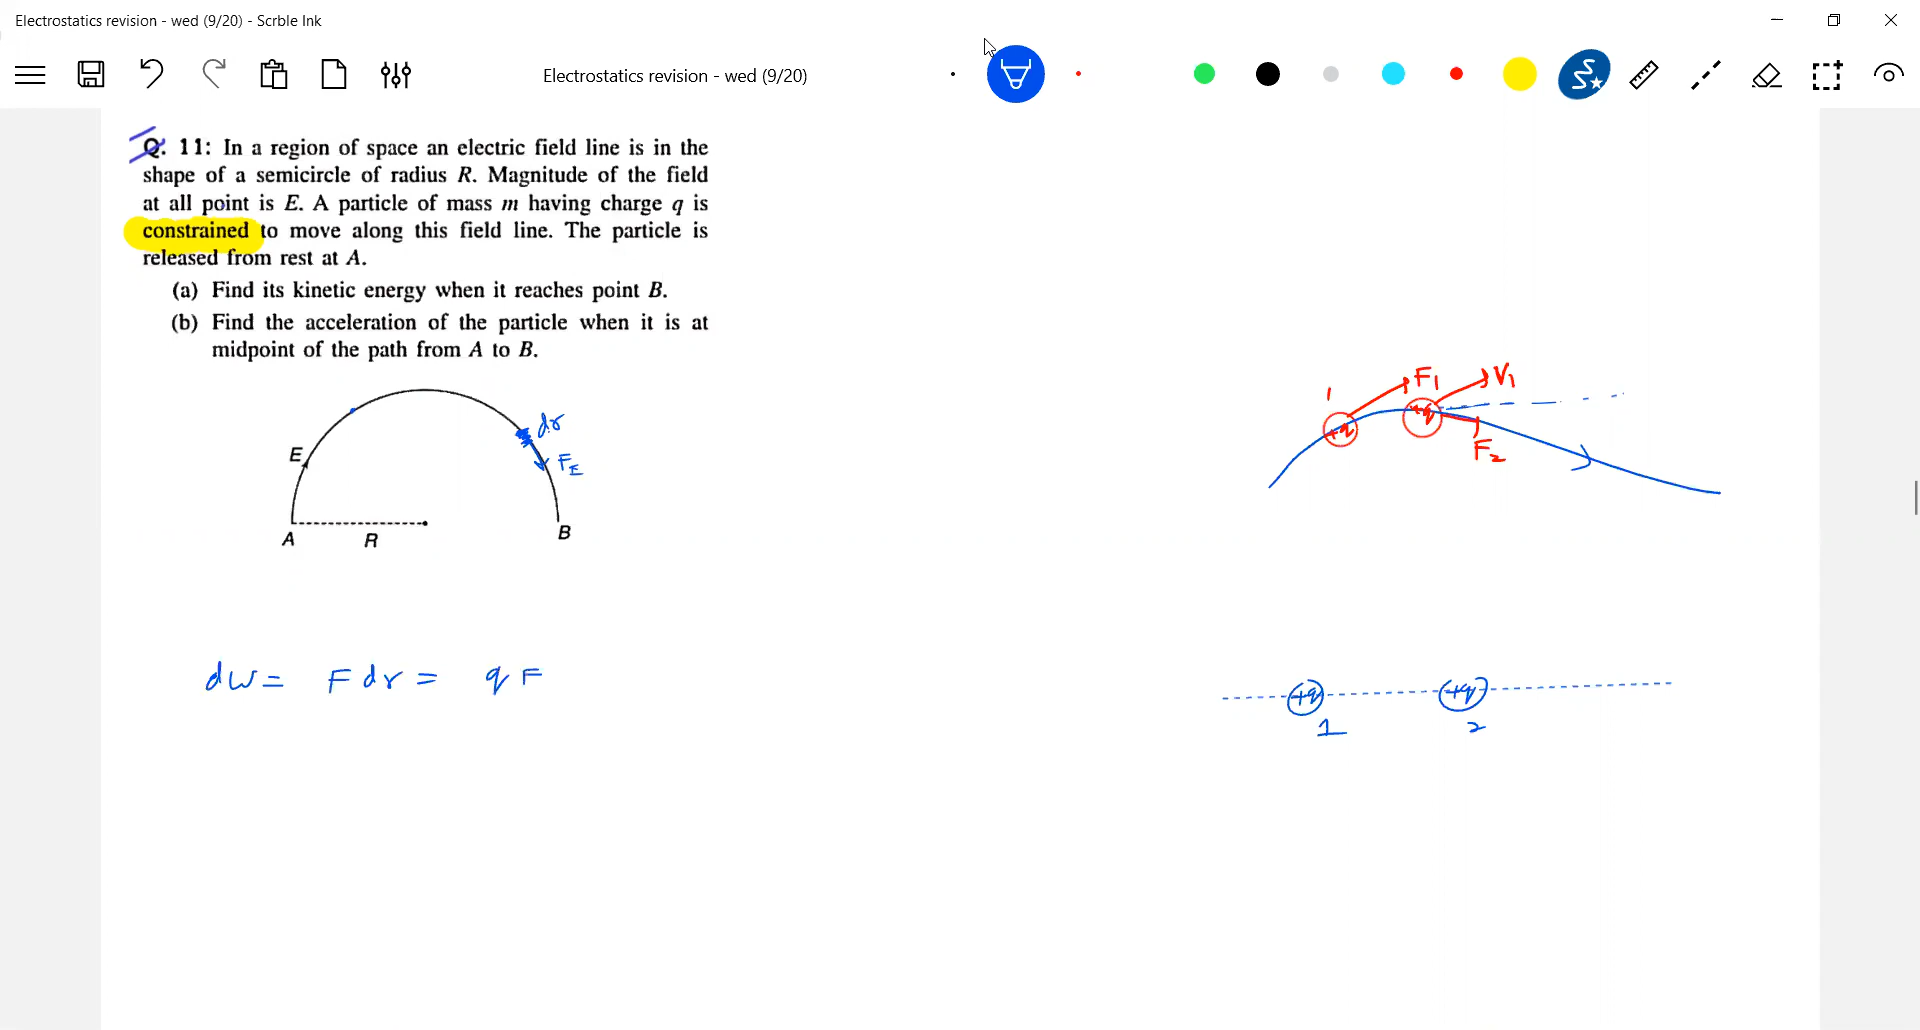 Electrostatics revision - wed (9/20) - Scrble Ink
Electrostatics revision - wed (9/20)
Q. 11: In a region of space an electric field line is in the
shape of a semicircle of radius R. Magnitude of the field
at all point is E. A particle of mass m having charge q is
constrained to move along this field line. The particle is
released from rest at A.
(a) Find its kinetic energy when it reaches point B.
(b) Find the acceleration of the particle when it is at
midpoint of the path from A to B.
dr
E
F_E
A
R
B
1
F1
V1
+q
+q
F2
dw = F dr = q F
+q
+q
1
2